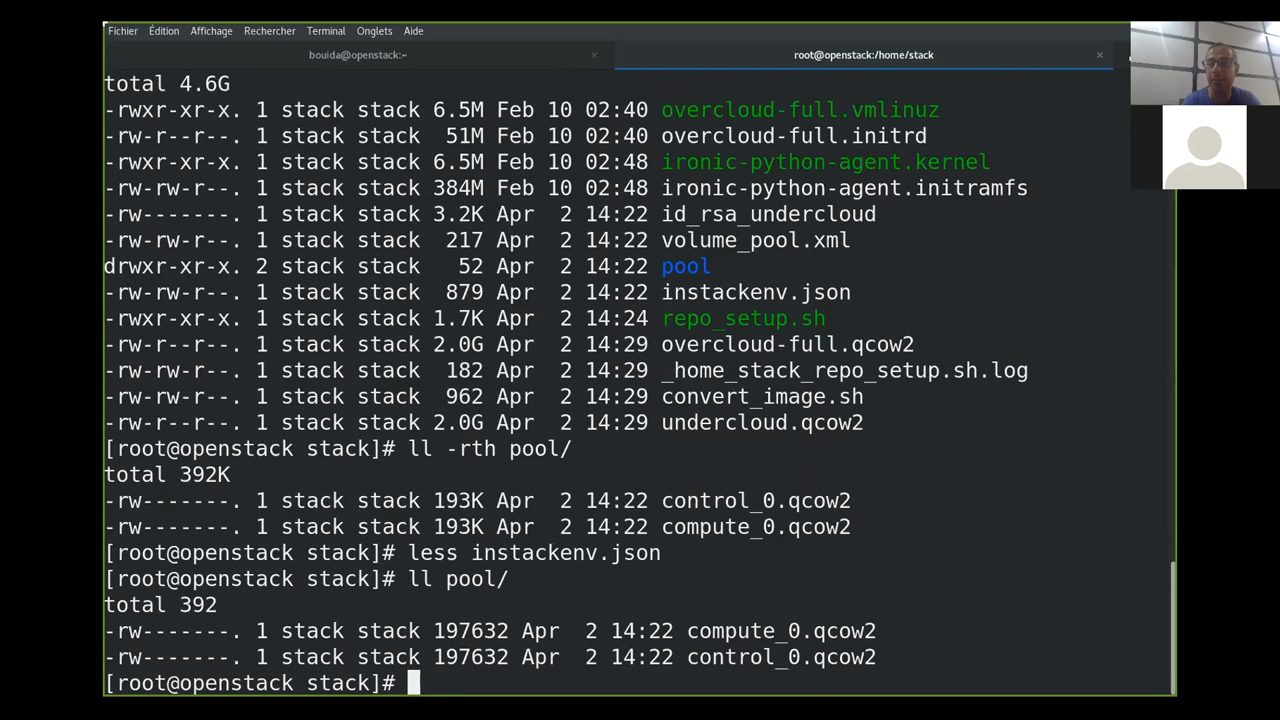 Fichier Édition Affichage Rechercher Terminal Onglets Aide
bouida@openstack:~ × root@openstack:/home/stack ×
total 4.6G
-rwxr-xr-x. 1 stack stack 6.5M Feb 10 02:40 overcloud-full.vmlinuz
-rw-r--r--. 1 stack stack 51M Feb 10 02:40 overcloud-full.initrd
-rwxr-xr-x. 1 stack stack 6.5M Feb 10 02:48 ironic-python-agent.kernel
-rw-rw-r--. 1 stack stack 384M Feb 10 02:48 ironic-python-agent.initramfs
-rw-------. 1 stack stack 3.2K Apr 2 14:22 id_rsa_undercloud
-rw-rw-r--. 1 stack stack 217 Apr 2 14:22 volume_pool.xml
drwxr-xr-x. 2 stack stack 52 Apr 2 14:22 pool
-rw-rw-r--. 1 stack stack 879 Apr 2 14:22 instackenv.json
-rwxr-xr-x. 1 stack stack 1.7K Apr 2 14:24 repo_setup.sh
-rw-r--r--. 1 stack stack 2.0G Apr 2 14:29 overcloud-full.qcow2
-rw-rw-r--. 1 stack stack 182 Apr 2 14:29 _home_stack_repo_setup.sh.log
-rw-rw-r--. 1 stack stack 962 Apr 2 14:29 convert_image.sh
-rw-r--r--. 1 stack stack 2.0G Apr 2 14:29 undercloud.qcow2
[root@openstack stack]# ll -rth pool/
total 392K
-rw-------. 1 stack stack 193K Apr 2 14:22 control_0.qcow2
-rw-------. 1 stack stack 193K Apr 2 14:22 compute_0.qcow2
[root@openstack stack]# less instackenv.json
[root@openstack stack]# ll pool/
total 392
-rw-------. 1 stack stack 197632 Apr 2 14:22 compute_0.qcow2
-rw-------. 1 stack stack 197632 Apr 2 14:22 control_0.qcow2
[root@openstack stack]#